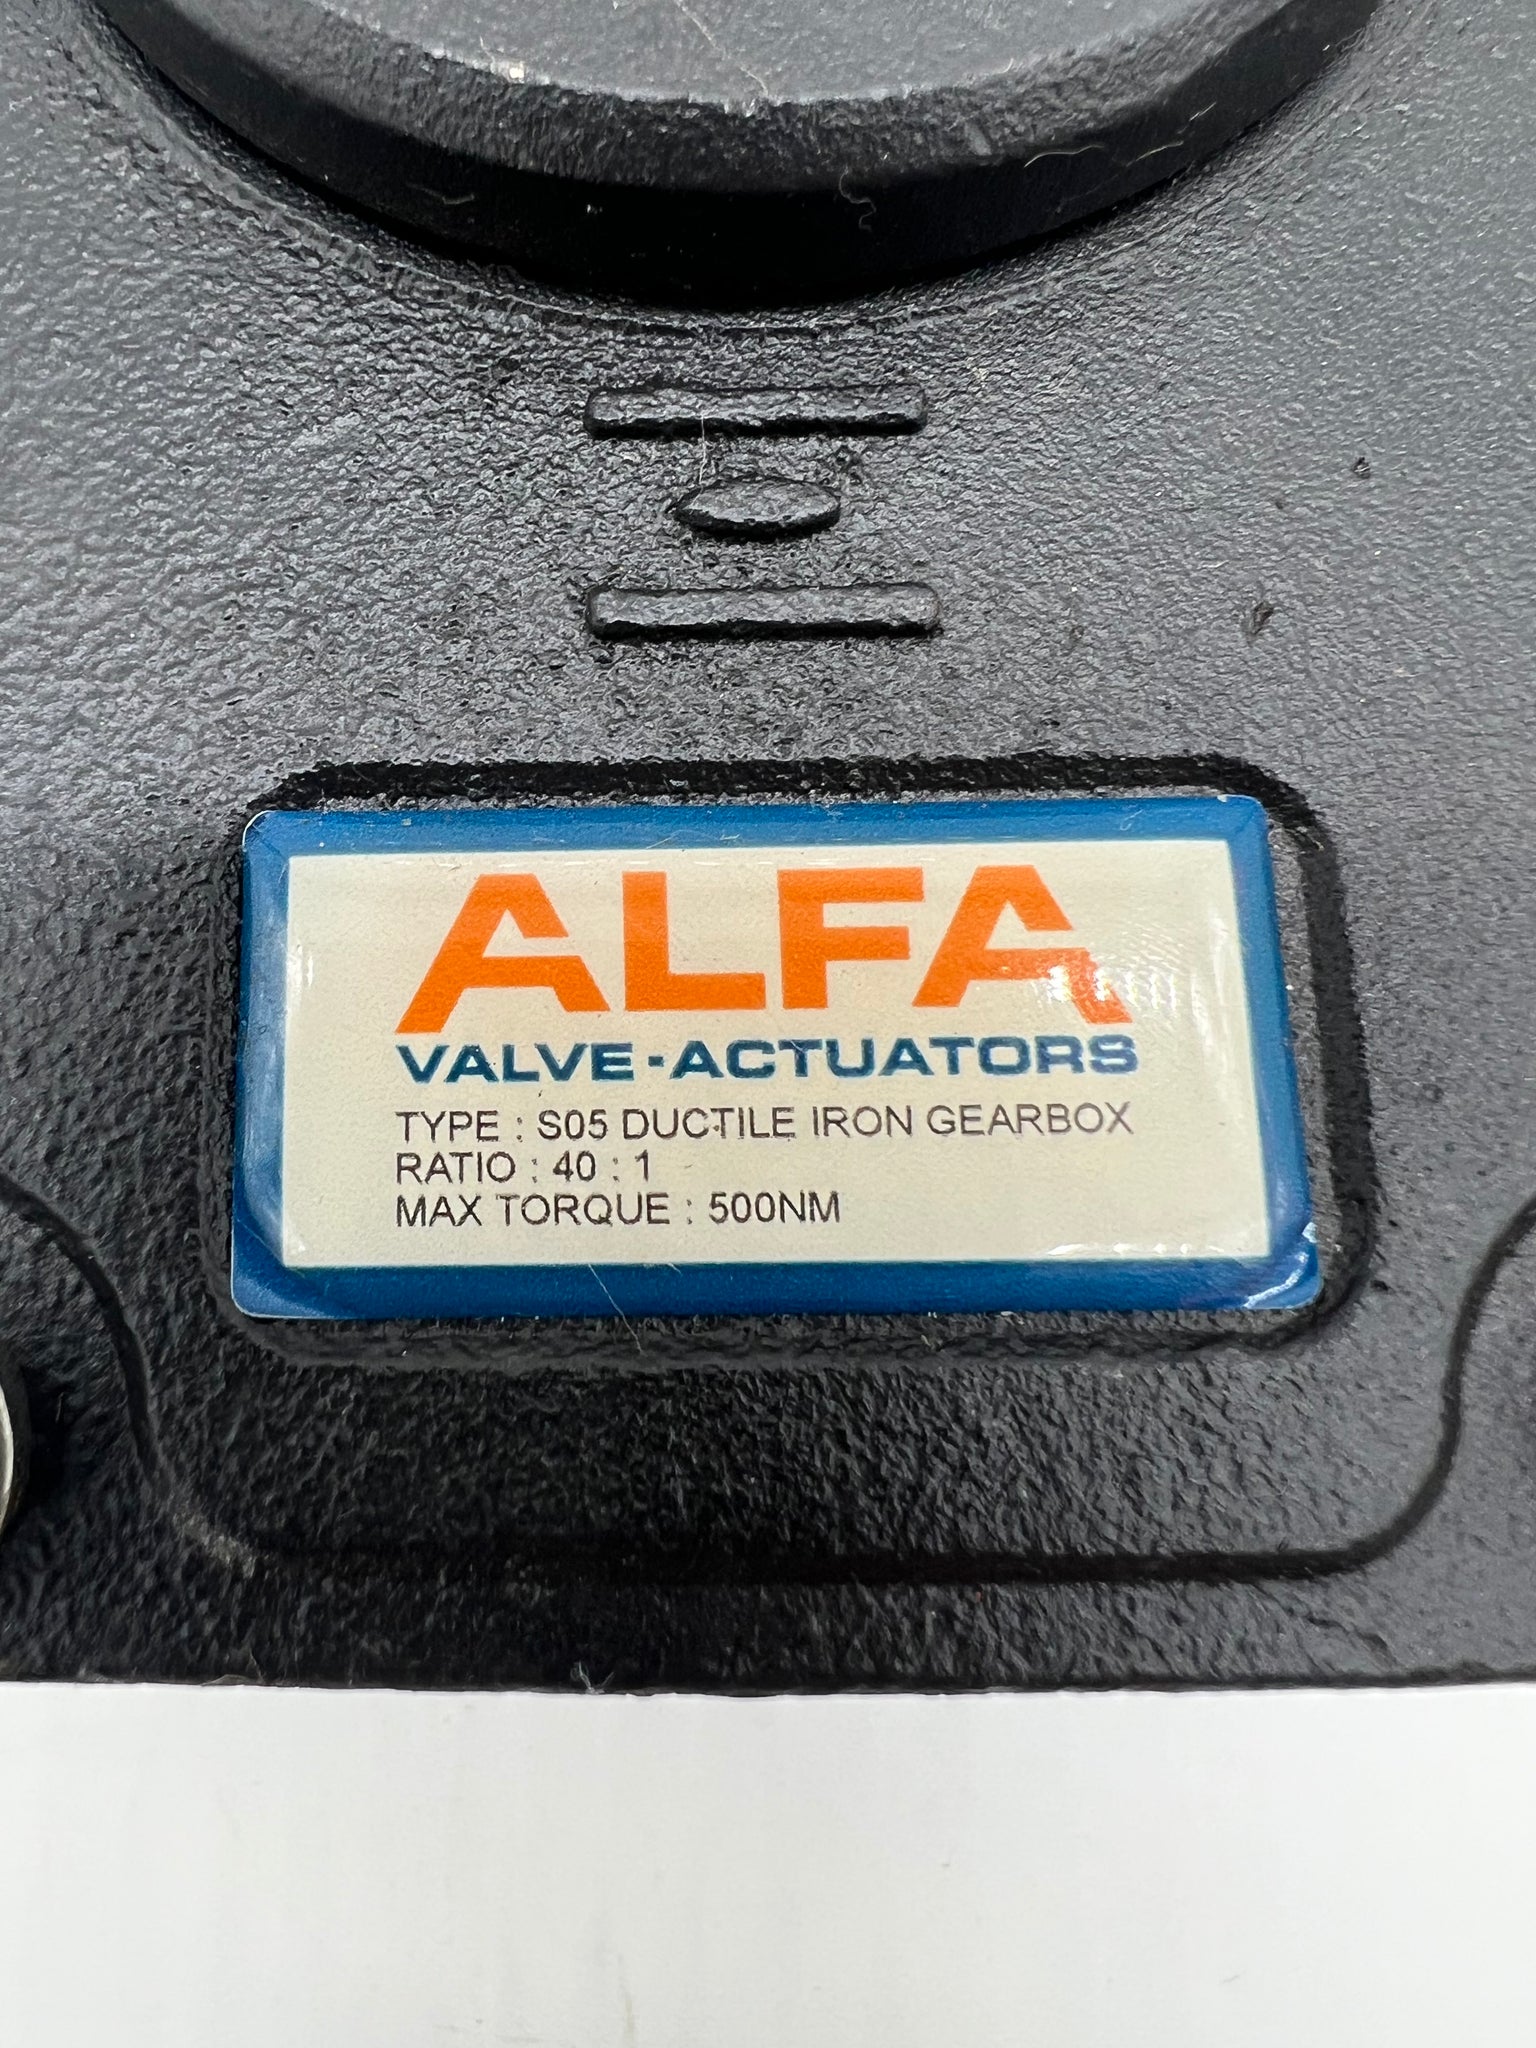 ALFA
VALVE-ACTUATORS
TYPE : S05 DUCTILE IRON GEARBOX
RATIO : 40 : 1
MAX TORQUE : 500NM